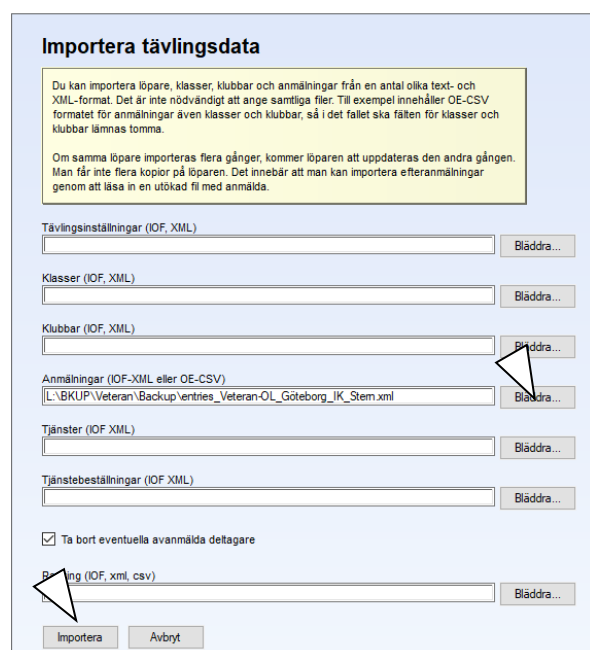 Importera tävlingsdata
Du kan importera löpare, klasser, klubbar och anmälningar från en antal olika text- och
XML-format. Det är inte nödvändigt att ange samtliga filer. Till exempel innehåller OE-CSV
formatet för anmälningar även klasser och klubbar, så i det fallet ska fälten för klasser och
klubbar lämnas tomma.
Om samma löpare importeras flera gånger, kommer löparen att uppdateras den andra gången.
Man får inte flera kopior på löparen. Det innebär att man kan importera efteranmälningar
genom att läsa in en utökad fil med anmälda.
Tävlingsinställningar (IOF, XML)
Bläddra...
Klasser (IOF, XML)
Bläddra...
Klubbar (IOF, XML)
Bläddra...
Anmälningar (IOF-XML eller OE-CSV)
L:\BKUP\Veteran\Backup\entries_Veteran-OL_Göteborg_IK_Stern.xml Bläddra...
Tjänster (IOF XML)
Bläddra...
Tjänstebeställningar (IOF XML)
Bläddra...
Ta bort eventuella avanmälda deltagare
(IOF, xml, csv)
Bläddra...
Importera Avbryt